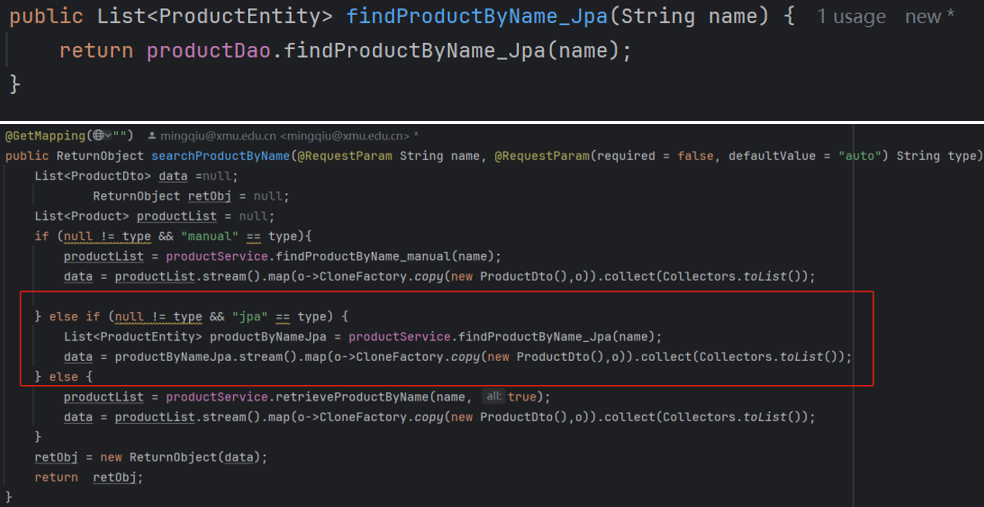 public List<ProductEntity> findProductByName_Jpa(String name) { 1 usage new *
return productDao.findProductByName_Jpa(name);
}
@GetMapping("") mingqiu@xmu.edu.cn <mingqiu@xmu.edu.cn> *
public ReturnObject searchProductByName(@RequestParam String name, @RequestParam(required = false, defaultValue = "auto") String type)
List<ProductDto> data =null;
ReturnObject retObj = null;
List<Product> productList = null;
if (null != type && "manual" == type){
productList = productService.findProductByName_manual(name);
data = productList.stream().map(o->CloneFactory.copy(new ProductDto(),o)).collect(Collectors.toList());
} else if (null != type && "jpa" == type) {
List<ProductEntity> productByNameJpa = productService.findProductByName_Jpa(name);
data = productByNameJpa.stream().map(o->CloneFactory.copy(new ProductDto(),o)).collect(Collectors.toList());
} else {
productList = productService.retrieveProductByName(name, all: true);
data = productList.stream().map(o->CloneFactory.copy(new ProductDto(),o)).collect(Collectors.toList());
}
retObj = new ReturnObject(data);
return retObj;
}